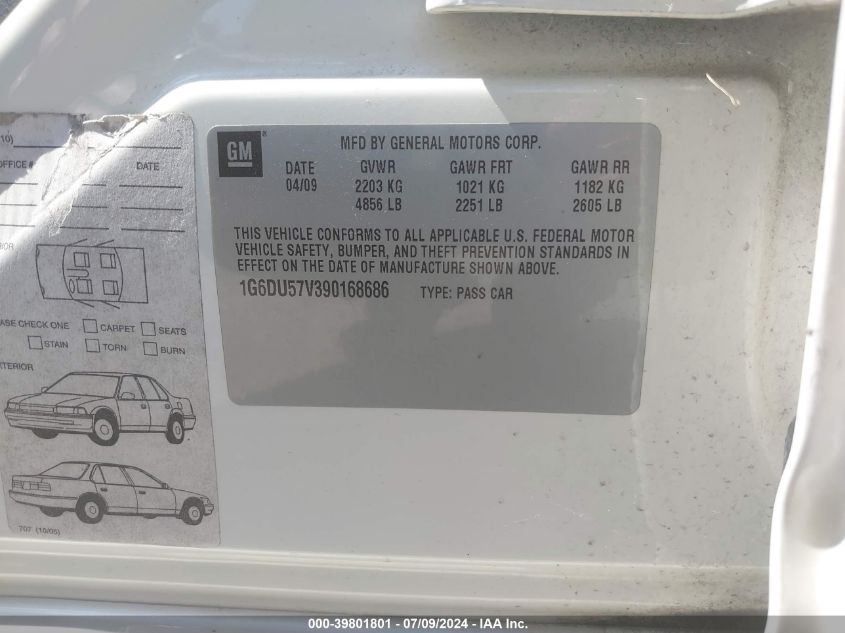 10)
OFFICE# DATE
ASE CHECK ONE CARPET SEATS
STAIN TORN BURN
707 (10/05)
GM®
MFD BY GENERAL MOTORS CORP.
DATE GVWR GAWR FRT GAWR RR
04/09 2203 KG 1021 KG 1182 KG
4856 LB 2251 LB 2605 LB
THIS VEHICLE CONFORMS TO ALL APPLICABLE U.S. FEDERAL MOTOR
VEHICLE SAFETY, BUMPER, AND THEFT PREVENTION STANDARDS IN
EFFECT ON THE DATE OF MANUFACTURE SHOWN ABOVE.
1G6DU57V390168686 TYPE: PASS CAR
000-39801801 - 07/09/2024 - IAA Inc.